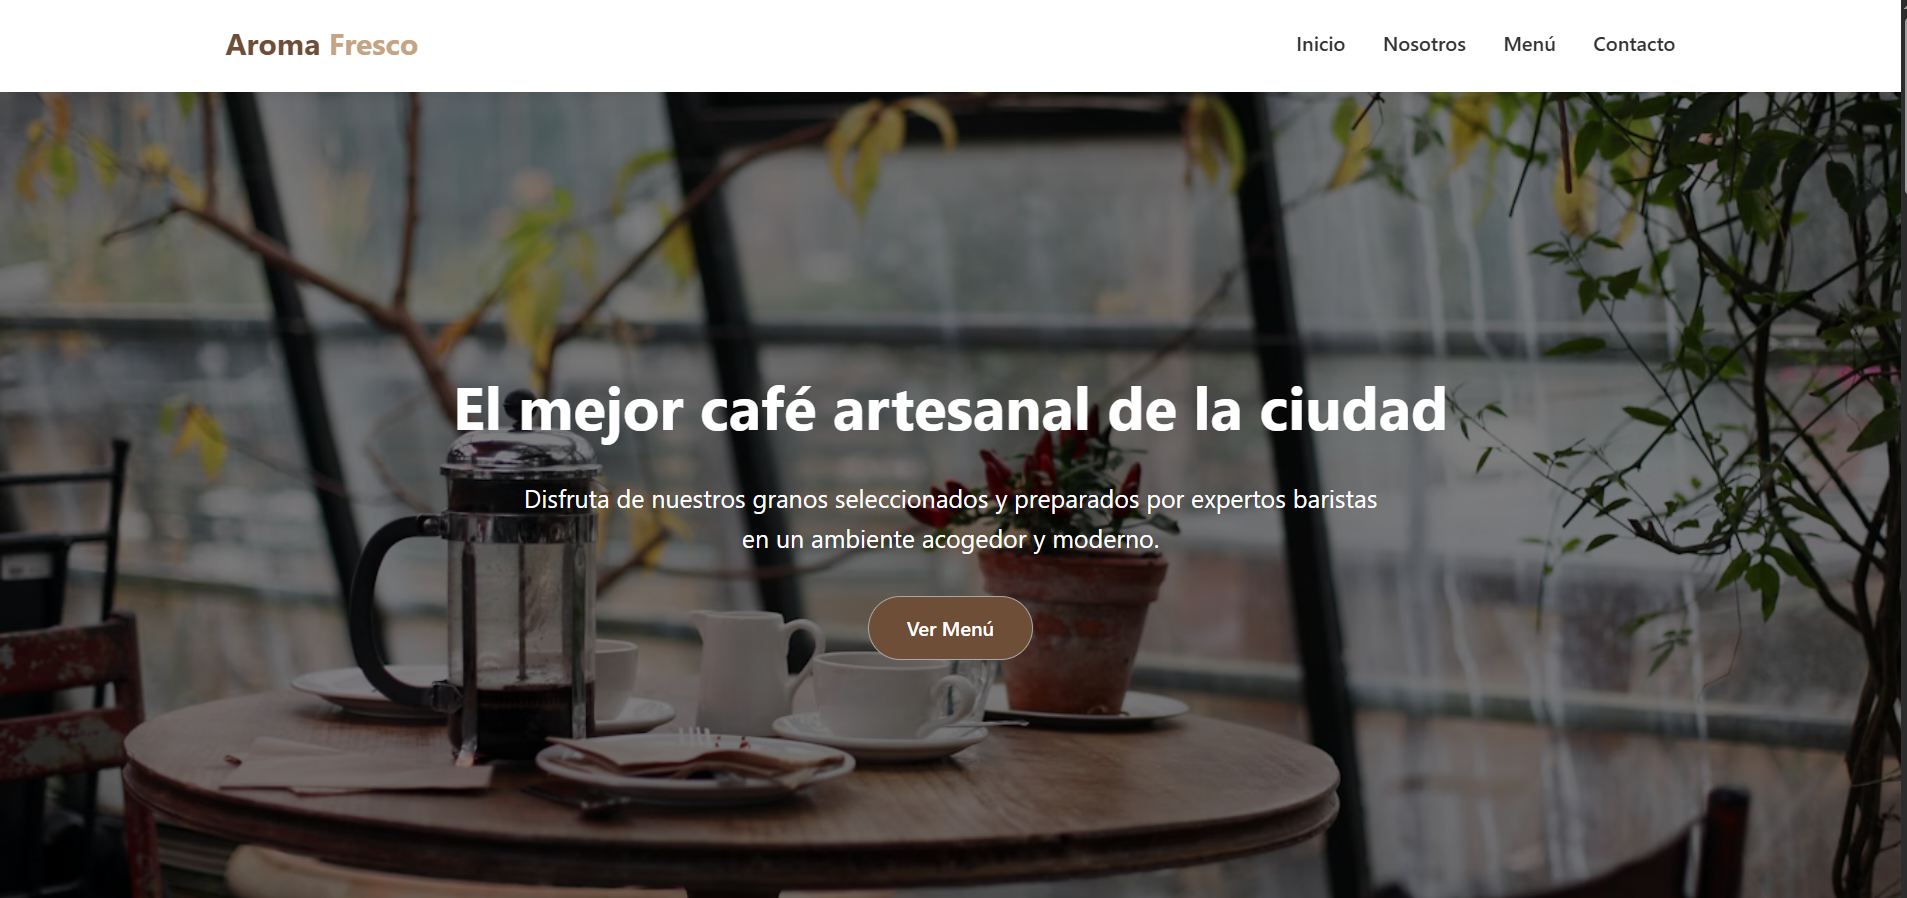 Aroma Fresco
Inicio Nosotros Menú Contacto
El mejor café artesanal de la ciudad
Disfruta de nuestros granos seleccionados y preparados por expertos baristas
en un ambiente acogedor y moderno.
Ver Menú